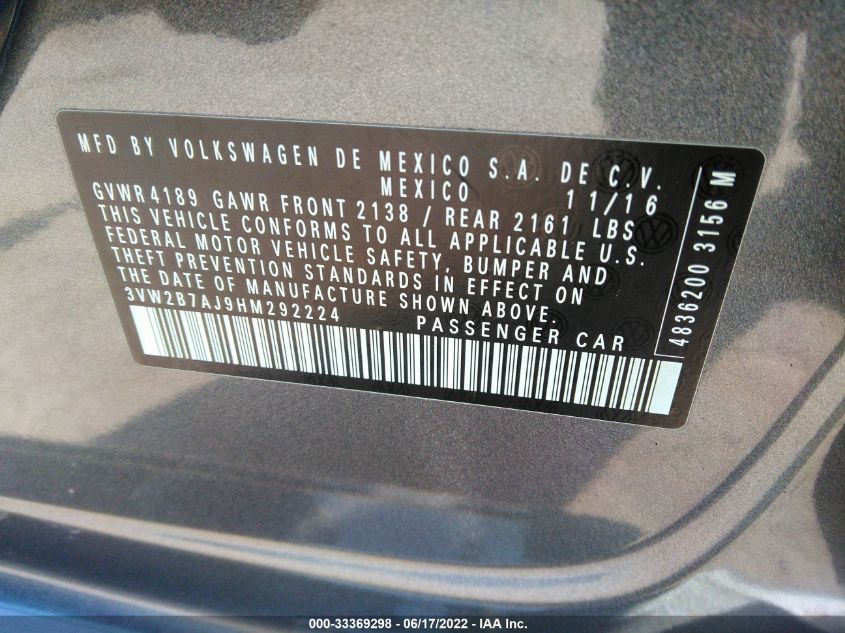 MFD BY VOLKSWAGEN DE MEXICO S.A. DE C.V.
MEXICO 11/16
GVWR 4189 GAWR FRONT 2138 / REAR 2161 LBS
THIS VEHICLE CONFORMS TO ALL APPLICABLE U.S.
FEDERAL MOTOR VEHICLE SAFETY, BUMPER AND
THEFT PREVENTION STANDARDS IN EFFECT ON
THE DATE OF MANUFACTURE SHOWN ABOVE.
3VW2B7AJ9HM292224 PASSENGER CAR
4836200 3156 M
000-33369298 - 06/17/2022 - IAA Inc.